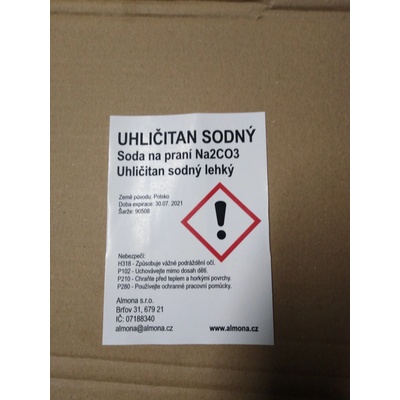 UHLIČITAN SODNÝ
Soda na praní Na2CO3
Uhličitan sodný lehký
Země původu: Polsko
Doba expirace: 30.07. 2021
Šarže: 90508
Nebezpečí:
H318 - Způsobuje vážné podráždění očí.
P102 - Uchovávejte mimo dosah dětí.
P210 - Chraňte před teplem a horkými povrchy.
P280 - Používejte ochranné pracovní pomůcky.
Almona s.r.o.
Brťov 31, 679 21
IČ: 07188340
almona@almona.cz
www.almona.cz